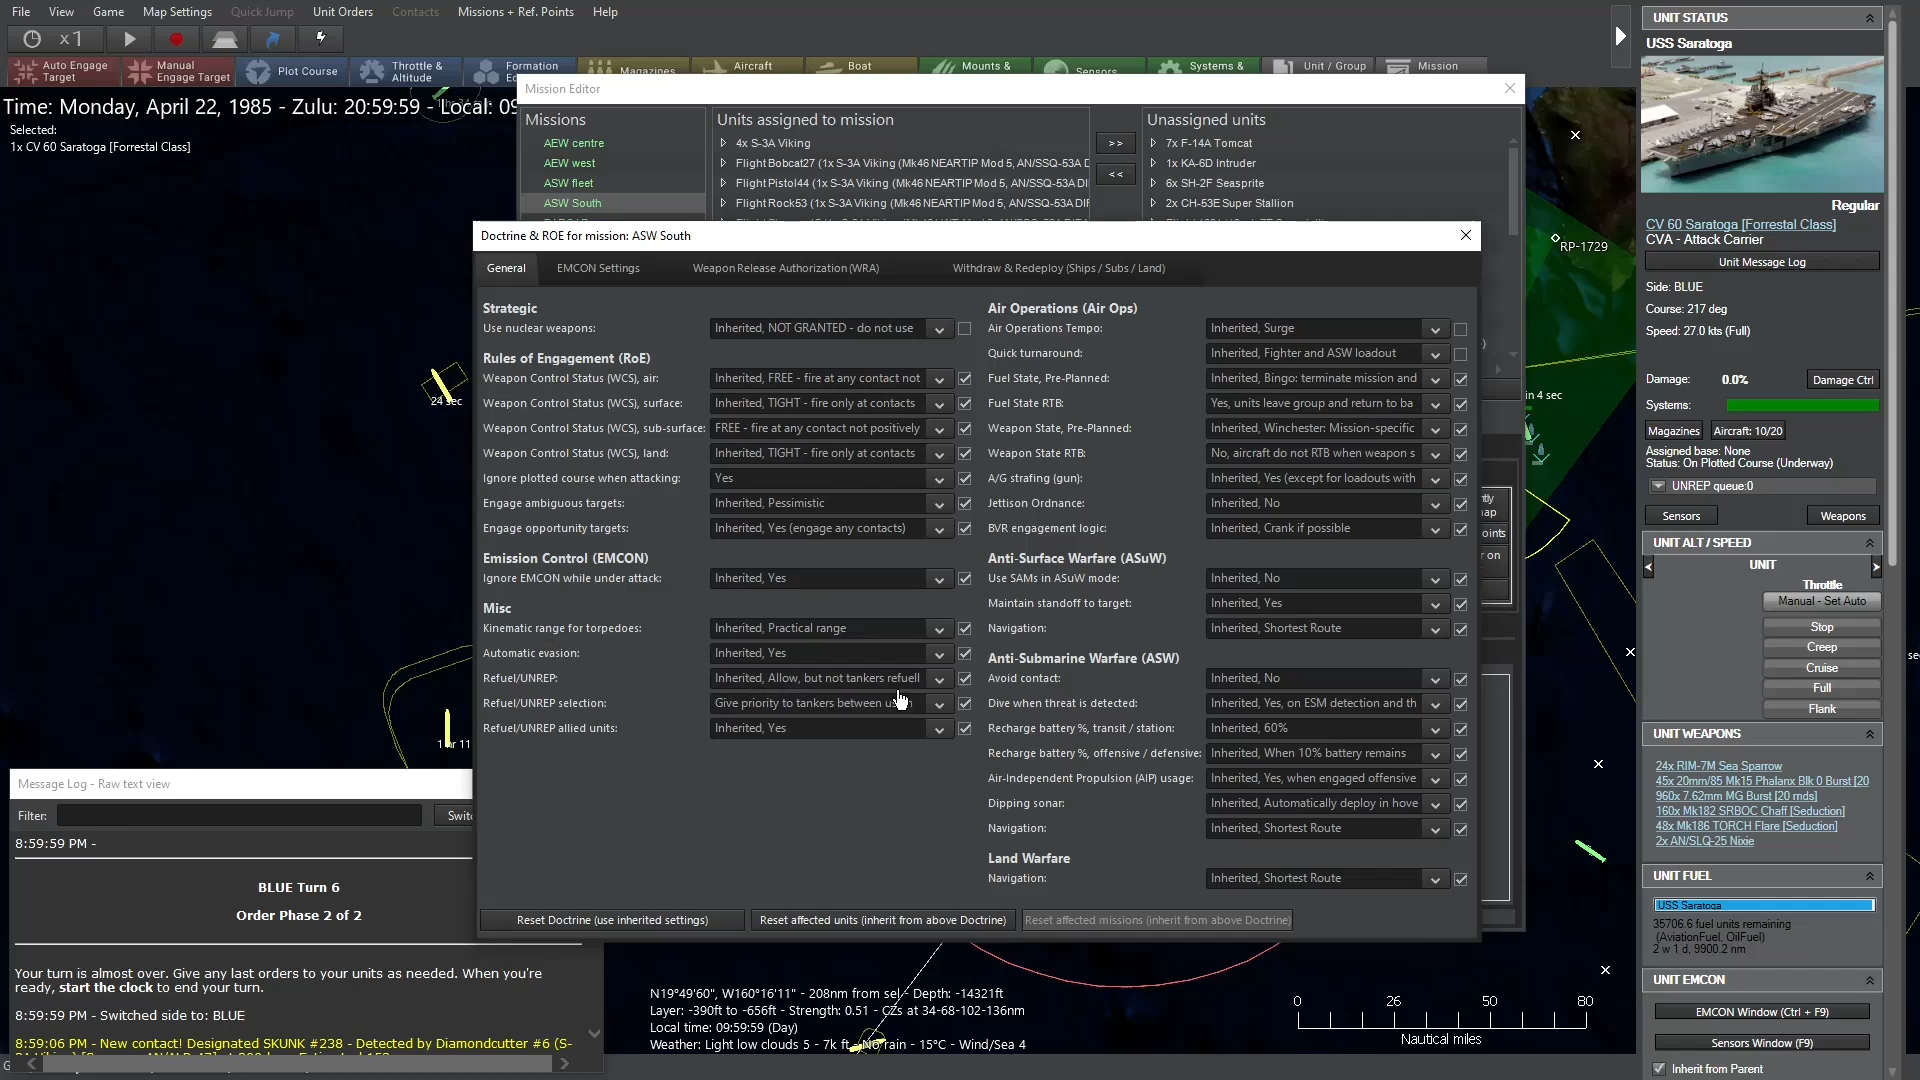 File View Game Map Settings Quick Jump Unit Orders Contacts Missions + Ref. Points Help
x1
Auto Engage Target
Manual Engage Target
Plot Course
Throttle & Altitude
Formation
Magazines
Aircraft
Boat
Mounts &
Sensors
Systems &
Unit / Group
Mission
Time: Monday, April 22, 1985 - Zulu: 20:59:59 - Local: 09
Selected:
1x CV 60 Saratoga [Forrestal Class]
24 sec
1 hr 11
Mission Editor
Missions
AEW centre
AEW west
ASW fleet
ASW South
Units assigned to mission
4x S-3A Viking
Flight Bobcat27 (1x S-3A Viking (Mk46 NEARTIP Mod 5, AN/SSQ-53A D
Flight Pistol44 (1x S-3A Viking (Mk46 NEARTIP Mod 5, AN/SSQ-53A DI
Flight Rock53 (1x S-3A Viking (Mk46 NEARTIP Mod 5, AN/SSQ-53A DIF
>>
<<
Unassigned units
7x F-14A Tomcat
1x KA-6D Intruder
6x SH-2F Seasprite
2x CH-53E Super Stallion
Doctrine & ROE for mission: ASW South
General
EMCON Settings
Weapon Release Authorization (WRA)
Withdraw & Redeploy (Ships / Subs / Land)
Strategic
Use nuclear weapons: Inherited, NOT GRANTED - do not use
Rules of Engagement (RoE)
Weapon Control Status (WCS), air: Inherited, FREE - fire at any contact not
Weapon Control Status (WCS), surface: Inherited, TIGHT - fire only at contacts
Weapon Control Status (WCS), sub-surface: FREE - fire at any contact not positively
Weapon Control Status (WCS), land: Inherited, TIGHT - fire only at contacts
Ignore plotted course when attacking: Yes
Engage ambiguous targets: Inherited, Pessimistic
Engage opportunity targets: Inherited, Yes (engage any contacts)
Emission Control (EMCON)
Ignore EMCON while under attack: Inherited, Yes
Misc
Kinematic range for torpedoes: Inherited, Practical range
Automatic evasion: Inherited, Yes
Refuel/UNREP: Inherited, Allow, but not tankers refuell
Refuel/UNREP selection: Give priority to tankers between
Refuel/UNREP allied units: Inherited, Yes
Air Operations (Air Ops)
Air Operations Tempo: Inherited, Surge
Quick turnaround: Inherited, Fighter and ASW loadout
Fuel State, Pre-Planned: Inherited, Bingo: terminate mission and
Fuel State RTB: Yes, units leave group and return to ba
Weapon State, Pre-Planned: Inherited, Winchester: Mission-specific
Weapon State RTB: No, aircraft do not RTB when weapon s
A/G strafing (gun): Inherited, Yes (except for loadouts with
Jettison Ordnance: Inherited, No
BVR engagement logic: Inherited, Crank if possible
Anti-Surface Warfare (ASuW)
Use SAMs in ASuW mode: Inherited, No
Maintain standoff to target: Inherited, Yes
Navigation: Inherited, Shortest Route
Anti-Submarine Warfare (ASW)
Avoid contact: Inherited, No
Dive when threat is detected: Inherited, Yes, on ESM detection and th
Recharge battery %, transit / station: Inherited, 60%
Recharge battery %, offensive / defensive: Inherited, When 10% battery remains
Air-Independent Propulsion (AIP) usage: Inherited, Yes, when engaged offensive
Dipping sonar: Inherited, Automatically deploy in hove
Navigation: Inherited, Shortest Route
Land Warfare
Navigation: Inherited, Shortest Route
Reset Doctrine (use inherited settings)
Reset affected units (inherit from above Doctrine)
Reset affected missions (inherit from above Doctrine)
Message Log - Raw text view
Filter:
8:59:59 PM -
BLUE Turn 6
Order Phase 2 of 2
Your turn is almost over. Give any last orders to your units as needed. When you're
ready, start the clock to end your turn.
8:59:59 PM - Switched side to: BLUE
8:59:06 PM - New contact! Designated SKUNK #238 - Detected by Diamondcutter #6 (S-
N19°49'60", W160°16'11" - 208nm from sel - Depth: -14321ft
Layer: -390ft to -656ft - Strength: 0.51 - CZs at 34-68-102-136nm
Local time: 09:59:59 (Day)
Weather: Light low clouds 5 - 7k ft - No rain - 15°C - Wind/Sea 4
0 26 50 80
Nautical miles
RP-1729
in 4 sec
oints
on
UNIT STATUS
USS Saratoga
Regular
CV 60 Saratoga [Forrestal Class]
CVA - Attack Carrier
Unit Message Log
Side: BLUE
Course: 217 deg
Speed: 27.0 kts (Full)
Damage: 0.0% Damage Ctrl
Systems:
Magazines Aircraft: 10/20
Assigned base: None
Status: On Plotted Course (Underway)
UNREP queue:0
Sensors Weapons
UNIT ALT / SPEED
UNIT
Throttle
Manual - Set Auto
Stop
Creep
Cruise
Full
Flank
UNIT WEAPONS
24x RIM-7M Sea Sparrow
45x 20mm/85 Mk15 Phalanx Blk 0 Burst [20
960x 7.62mm MG Burst [20 rnds]
160x Mk182 SRBOC Chaff [Seduction]
48x Mk186 TORCH Flare [Seduction]
2x AN/SLQ-25 Nixie
UNIT FUEL
USS Saratoga
35706.6 fuel units remaining
(AviationFuel, OilFuel)
2 w 1 d, 9900.2 nm
UNIT EMCON
EMCON Window (Ctrl + F9)
Sensors Window (F9)
Inherit from Parent